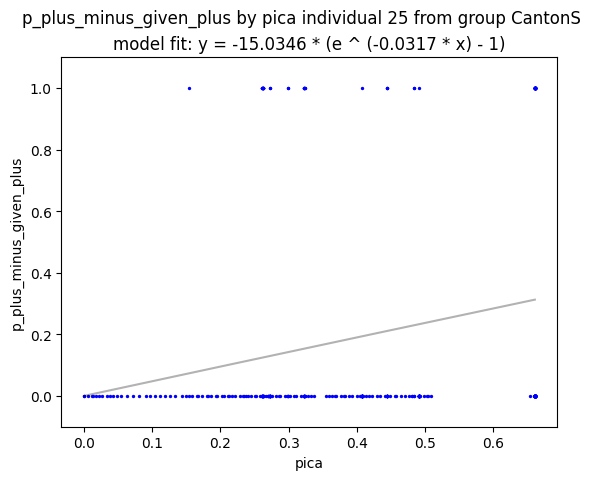 p_plus_minus_given_plus by pica individual 25 from group CantonS
model fit: y = -15.0346 * (e ^ (-0.0317 * x) - 1)
1.0
0.8
0.6
0.4
0.2
0.0
p_plus_minus_given_plus
0.0 0.1 0.2 0.3 0.4 0.5 0.6
pica